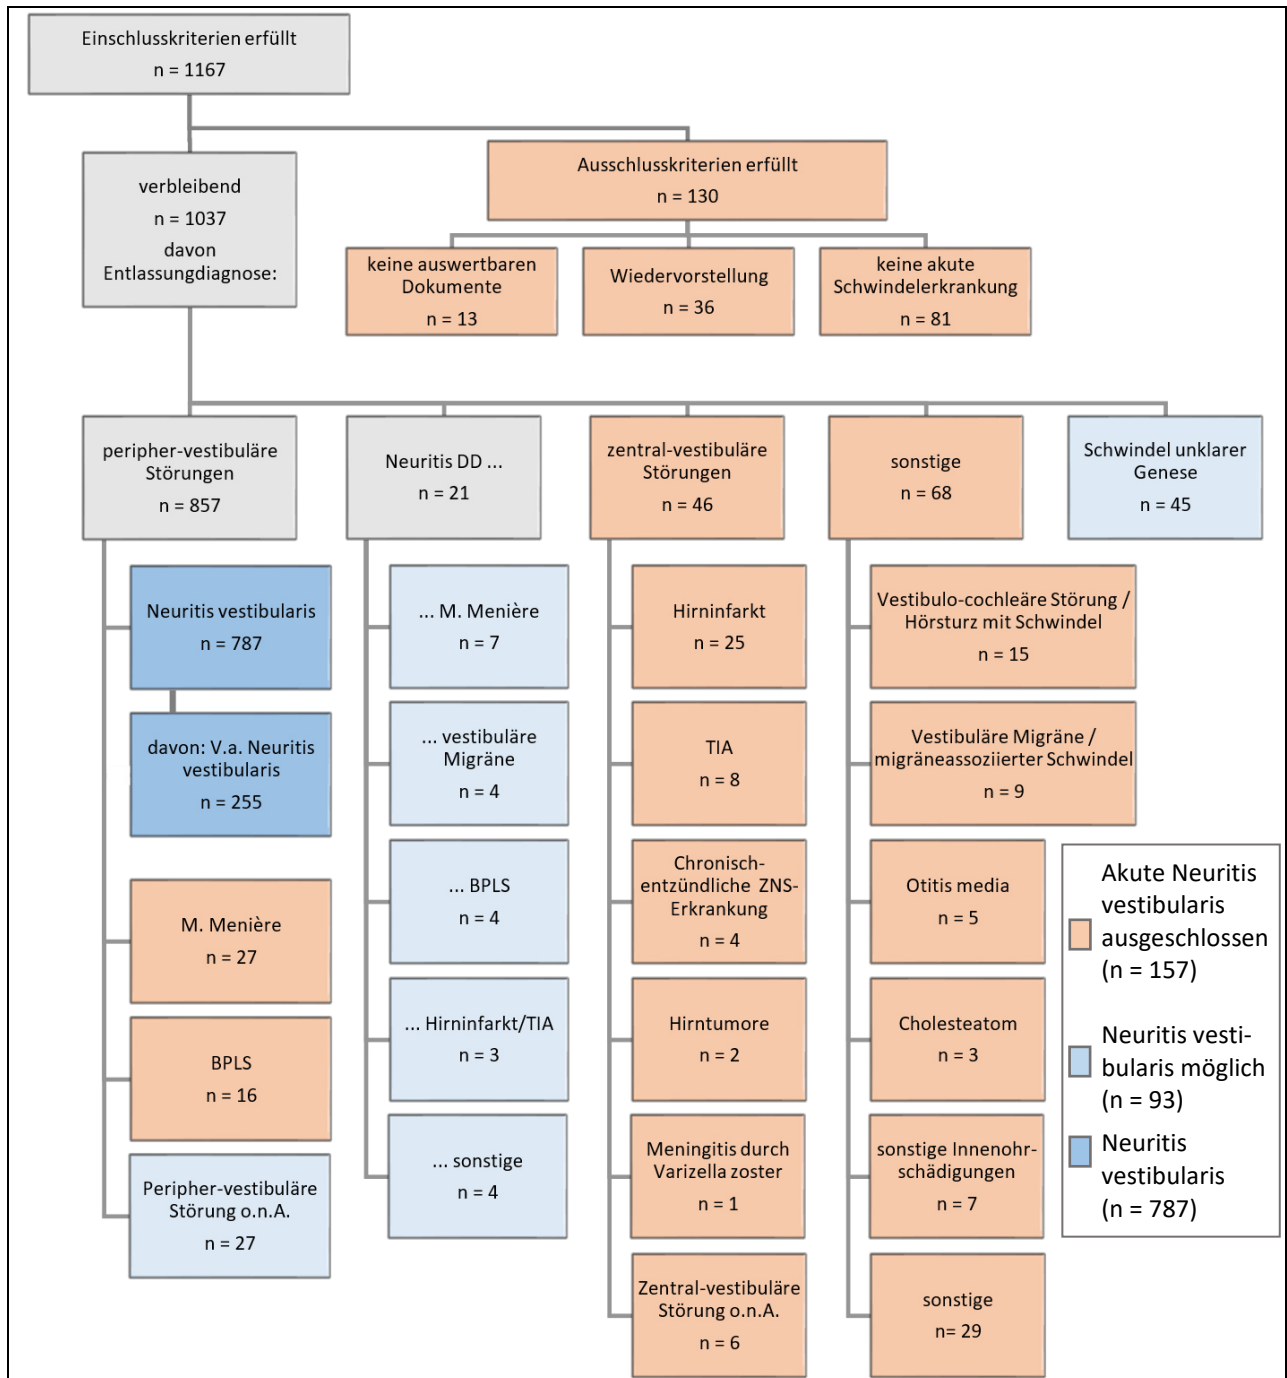 Einschlusskriterien erfüllt
n = 1167
verbleibend
n = 1037
davon
Entlassungdiagnose:
Ausschlusskriterien erfüllt
n = 130
keine auswertbaren
Dokumente
n = 13
Wiedervorstellung
n = 36
keine akute
Schwindelerkrankung
n = 81
peripher-vestibuläre
Störungen
n = 857
Neuritis DD ...
n = 21
zentral-vestibuläre
Störungen
n = 46
sonstige
n = 68
Schwindel unklarer
Genese
n = 45
Neuritis vestibularis
n = 787
davon: V.a. Neuritis
vestibularis
n = 255
M. Menière
n = 27
BPLS
n = 16
Peripher-vestibuläre
Störung o.n.A.
n = 27
... M. Menière
n = 7
... vestibuläre
Migräne
n = 4
... BPLS
n = 4
... Hirninfarkt/TIA
n = 3
... sonstige
n = 4
Hirninfarkt
n = 25
TIA
n = 8
Chronisch-
entzündliche ZNS-
Erkrankung
n = 4
Hirntumore
n = 2
Meningitis durch
Varizella zoster
n = 1
Zentral-vestibuläre
Störung o.n.A.
n = 6
Vestibulo-cochleäre Störung /
Hörsturz mit Schwindel
n = 15
Vestibuläre Migräne /
migräneassoziierter Schwindel
n = 9
Otitis media
n = 5
Cholesteatom
n = 3
sonstige Innenohr-
schädigungen
n = 7
sonstige
n= 29
Akute Neuritis
vestibularis
ausgeschlossen
(n = 157)
Neuritis vesti-
bularis möglich
(n = 93)
Neuritis
vestibularis
(n = 787)